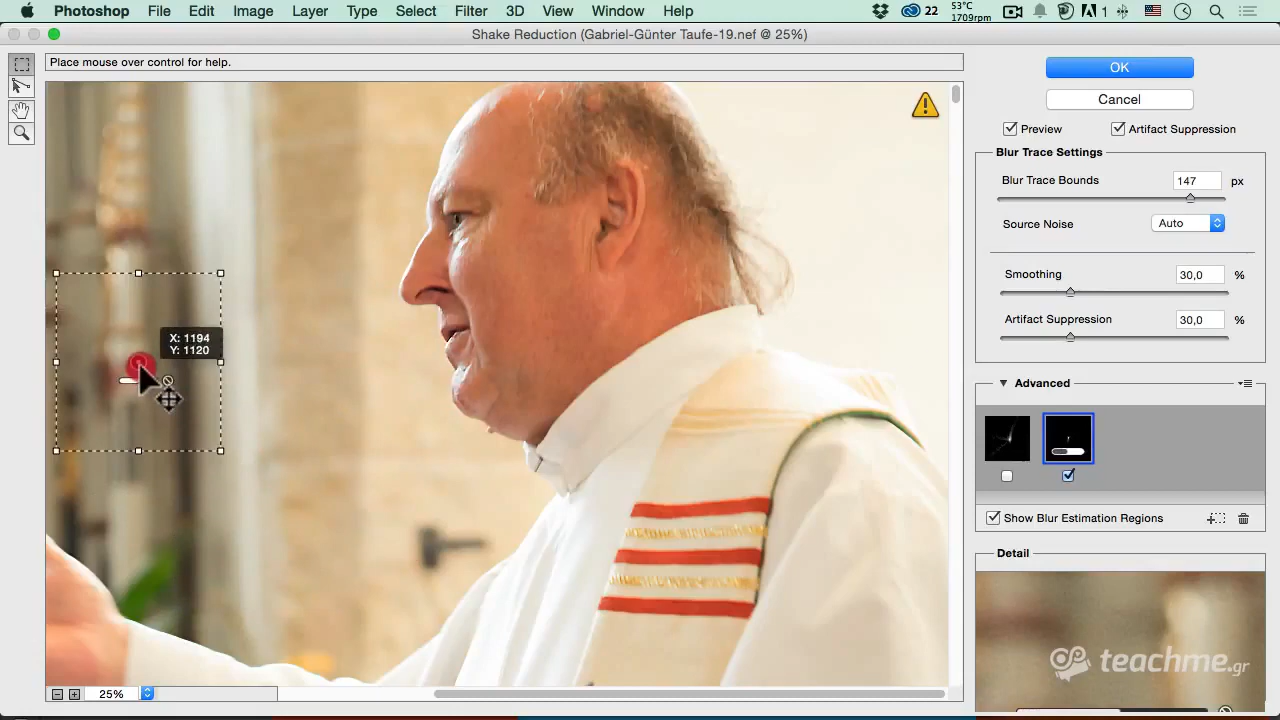 Photoshop File Edit Image Layer Type Select Filter 3D View Window Help 22 53°C 1709rpm 1
Shake Reduction (Gabriel-Günter Taufe-19.nef @ 25%)
Place mouse over control for help.
OK
Cancel
Preview Artifact Suppression
Blur Trace Settings
Blur Trace Bounds 147 px
Source Noise Auto
Smoothing 30,0 %
Artifact Suppression 30,0 %
X: 1194
Y: 1120
Advanced
Show Blur Estimation Regions
Detail
teachme.gr
25%